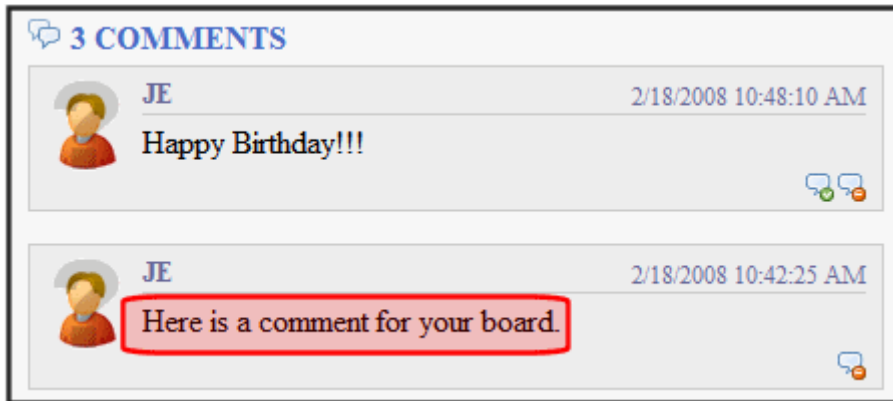 3 COMMENTS
JE 2/18/2008 10:48:10 AM
Happy Birthday!!!
JE 2/18/2008 10:42:25 AM
Here is a comment for your board.